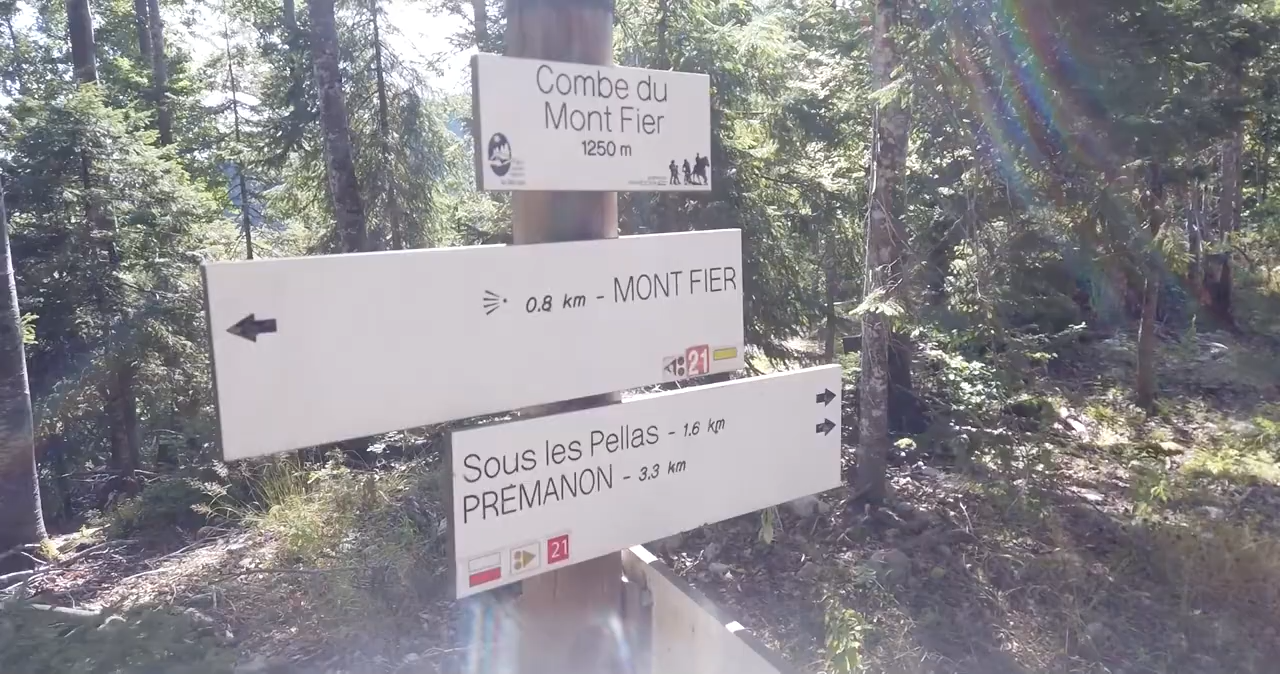 Combe du
Mont Fier
1250 m
0.8 km - MONT FIER
21
Sous les Pellas - 1.6 km
PRÉMANON - 3.3 km
21